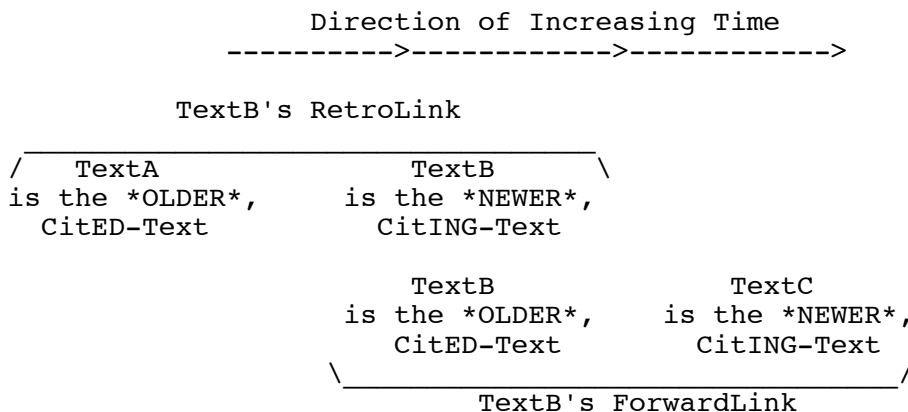 Direction of Increasing Time
---------->------------>------------>
TextB's RetroLink
/ TextA TextB \
is the *OLDER*, is the *NEWER*,
CitED-Text CitING-Text
TextB TextC
is the *OLDER*, is the *NEWER*,
CitED-Text CitING-Text
\__________________________________/
TextB's ForwardLink